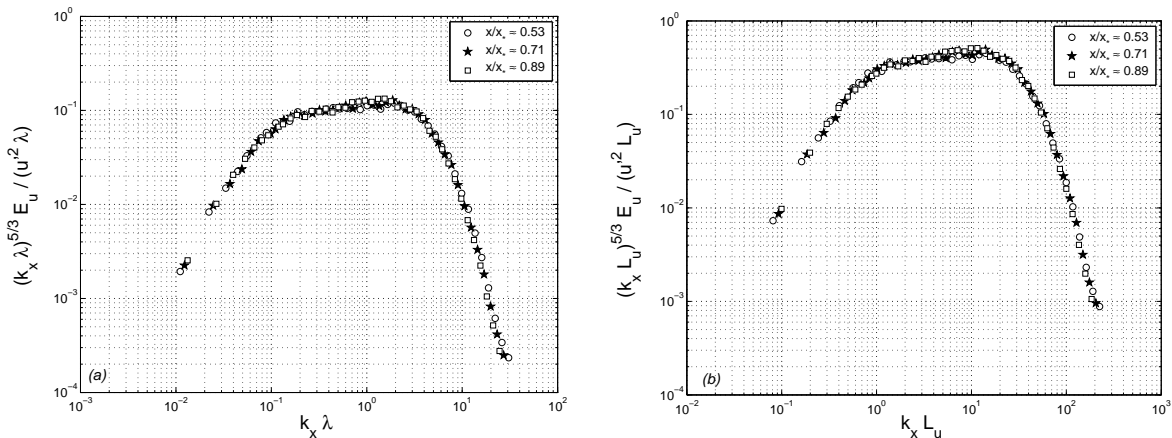 10^0
10^-1
10^-2
10^-3
10^-4
(k_x λ)^5/3 E_u / (u'^2 λ)
x/x_* ≈ 0.53
x/x_* ≈ 0.71
x/x_* ≈ 0.89
(a)
10^-3 10^-2 10^-1 10^0 10^1 10^2
k_x λ
10^0
10^-1
10^-2
10^-3
10^-4
(k_x L_u)^5/3 E_u / (u'^2 L_u)
x/x_* ≈ 0.53
x/x_* ≈ 0.71
x/x_* ≈ 0.89
(b)
10^-2 10^-1 10^0 10^1 10^2 10^3
k_x L_u